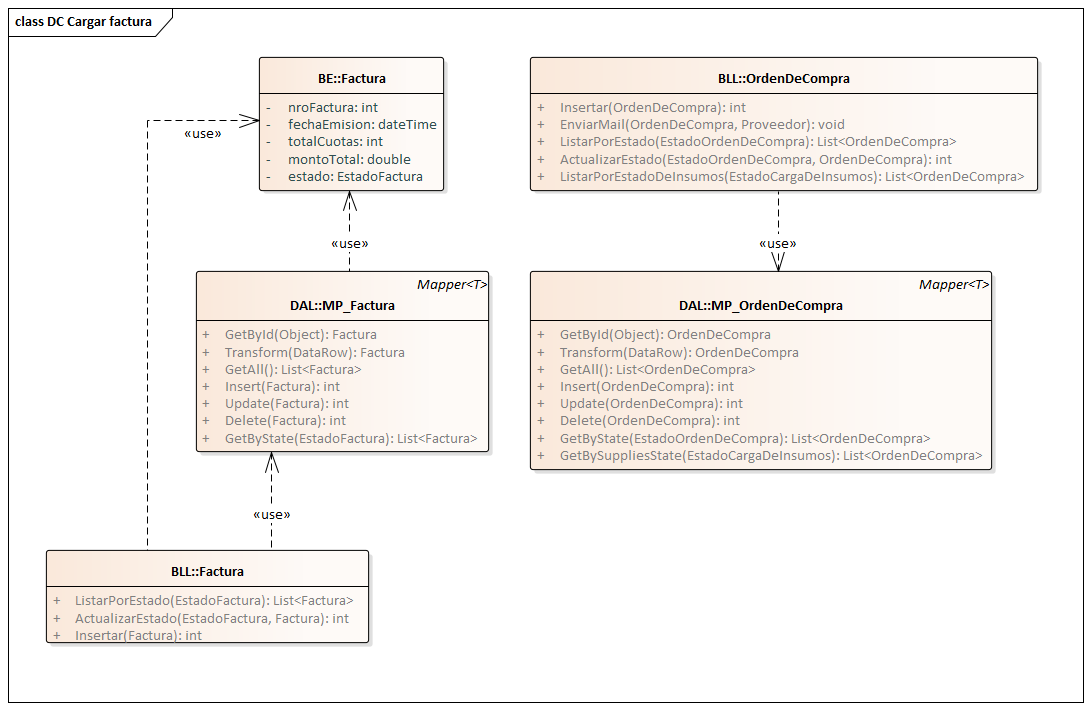 class DC Cargar factura
BE::Factura
- nroFactura: int
- fechaEmision: dateTime
- totalCuotas: int
- montoTotal: double
- estado: EstadoFactura
BLL::OrdenDeCompra
+ Insertar(OrdenDeCompra): int
+ EnviarMail(OrdenDeCompra, Proveedor): void
+ ListarPorEstado(EstadoOrdenDeCompra): List<OrdenDeCompra>
+ ActualizarEstado(EstadoOrdenDeCompra, OrdenDeCompra): int
+ ListarPorEstadoDeInsumos(EstadoCargaDeInsumos): List<OrdenDeCompra>
«use»
«use»
«use»
Mapper<T>
DAL::MP_Factura
+ GetById(Object): Factura
+ Transform(DataRow): Factura
+ GetAll(): List<Factura>
+ Insert(Factura): int
+ Update(Factura): int
+ Delete(Factura): int
+ GetByState(EstadoFactura): List<Factura>
Mapper<T>
DAL::MP_OrdenDeCompra
+ GetById(Object): OrdenDeCompra
+ Transform(DataRow): OrdenDeCompra
+ GetAll(): List<OrdenDeCompra>
+ Insert(OrdenDeCompra): int
+ Update(OrdenDeCompra): int
+ Delete(OrdenDeCompra): int
+ GetByState(EstadoOrdenDeCompra): List<OrdenDeCompra>
+ GetBySuppliesState(EstadoCargaDeInsumos): List<OrdenDeCompra>
«use»
BLL::Factura
+ ListarPorEstado(EstadoFactura): List<Factura>
+ ActualizarEstado(EstadoFactura, Factura): int
+ Insertar(Factura): int